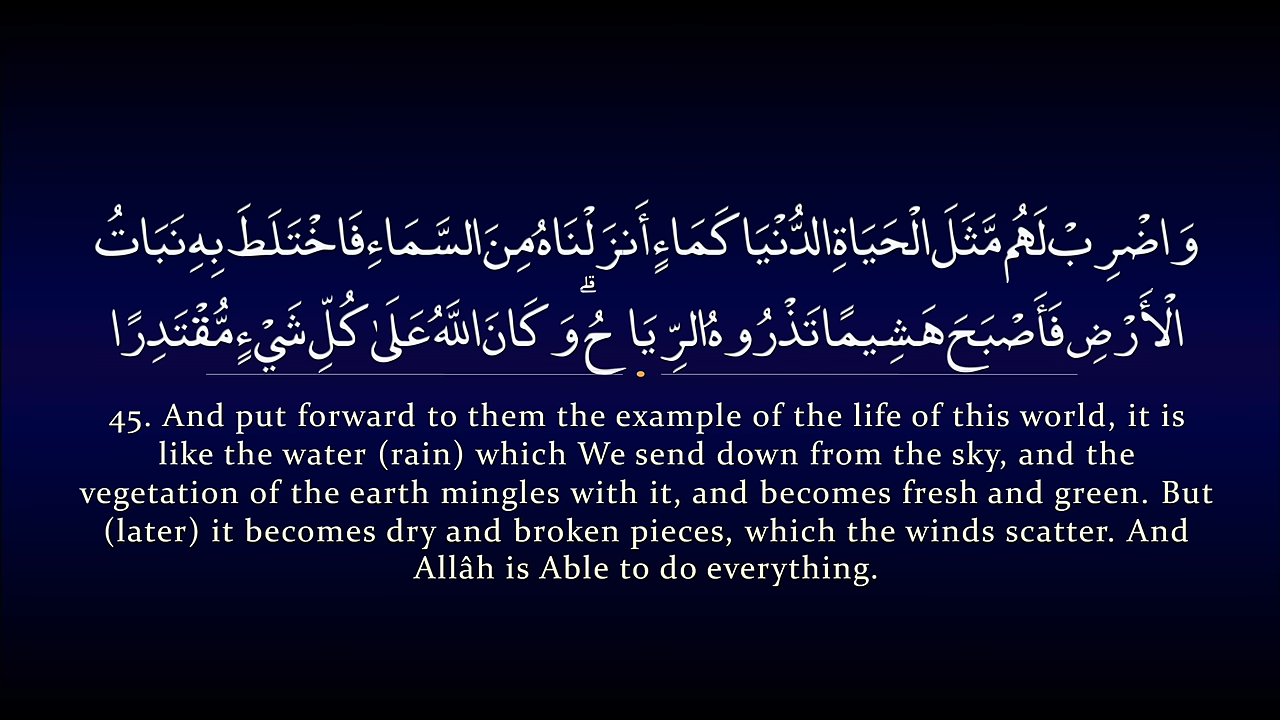 وَاضْرِبْ لَهُم مَّثَلَ الْحَيَاةِ الدُّنْيَا كَمَاءٍ أَنزَلْنَاهُ مِنَ السَّمَاءِ فَاخْتَلَطَ بِهِ نَبَاتُ
الْأَرْضِ فَأَصْبَحَ هَشِيمًا تَذْرُوهُ الرِّيَاحُ ۗ وَكَانَ اللَّهُ عَلَىٰ كُلِّ شَيْءٍ مُّقْتَدِرًا
45. And put forward to them the example of the life of this world, it is
like the water (rain) which We send down from the sky, and the
vegetation of the earth mingles with it, and becomes fresh and green. But
(later) it becomes dry and broken pieces, which the winds scatter. And
Allâh is Able to do everything.